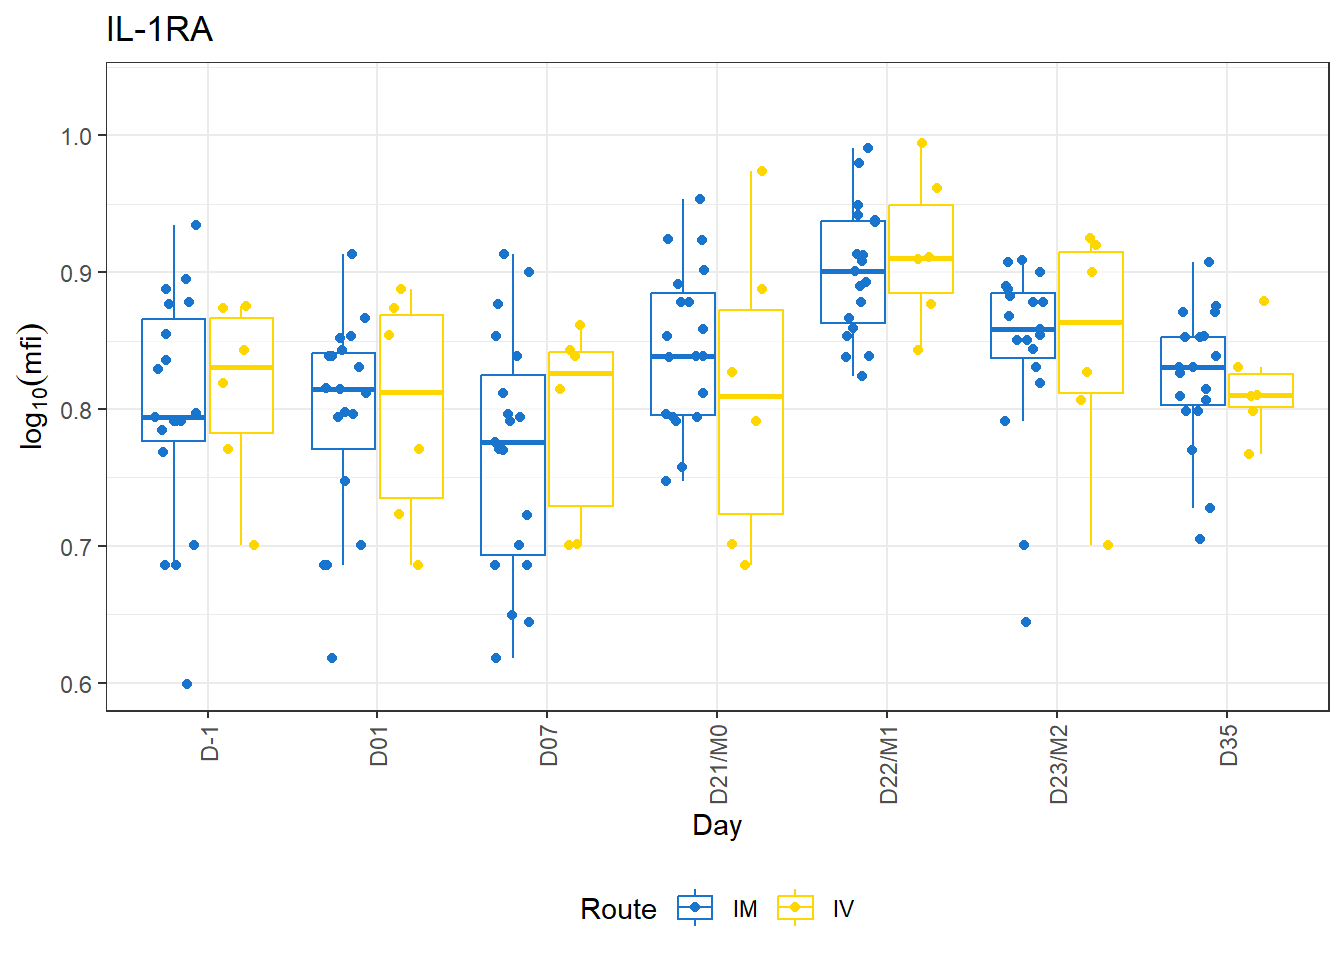 IL-1RA
log10(mfi)
1.0
0.9
0.8
0.7
0.6
D-1
D01
D07
D21/M0
D22/M1
D23/M2
D35
Day
Route IM IV